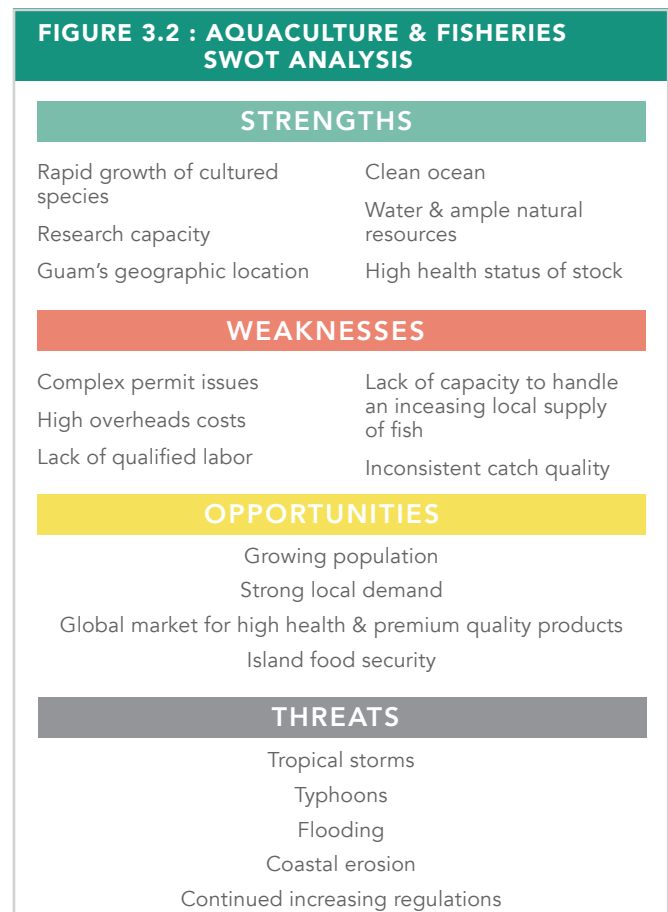 FIGURE 3.2 : AQUACULTURE & FISHERIES
SWOT ANALYSIS
STRENGTHS
Rapid growth of cultured
species
Research capacity
Guam's geographic location
Clean ocean
Water & ample natural
resources
High health status of stock
WEAKNESSES
Complex permit issues
High overheads costs
Lack of qualified labor
Lack of capacity to handle
an inceasing local supply
of fish
Inconsistent catch quality
OPPORTUNITIES
Growing population
Strong local demand
Global market for high health & premium quality products
Island food security
THREATS
Tropical storms
Typhoons
Flooding
Coastal erosion
Continued increasing regulations